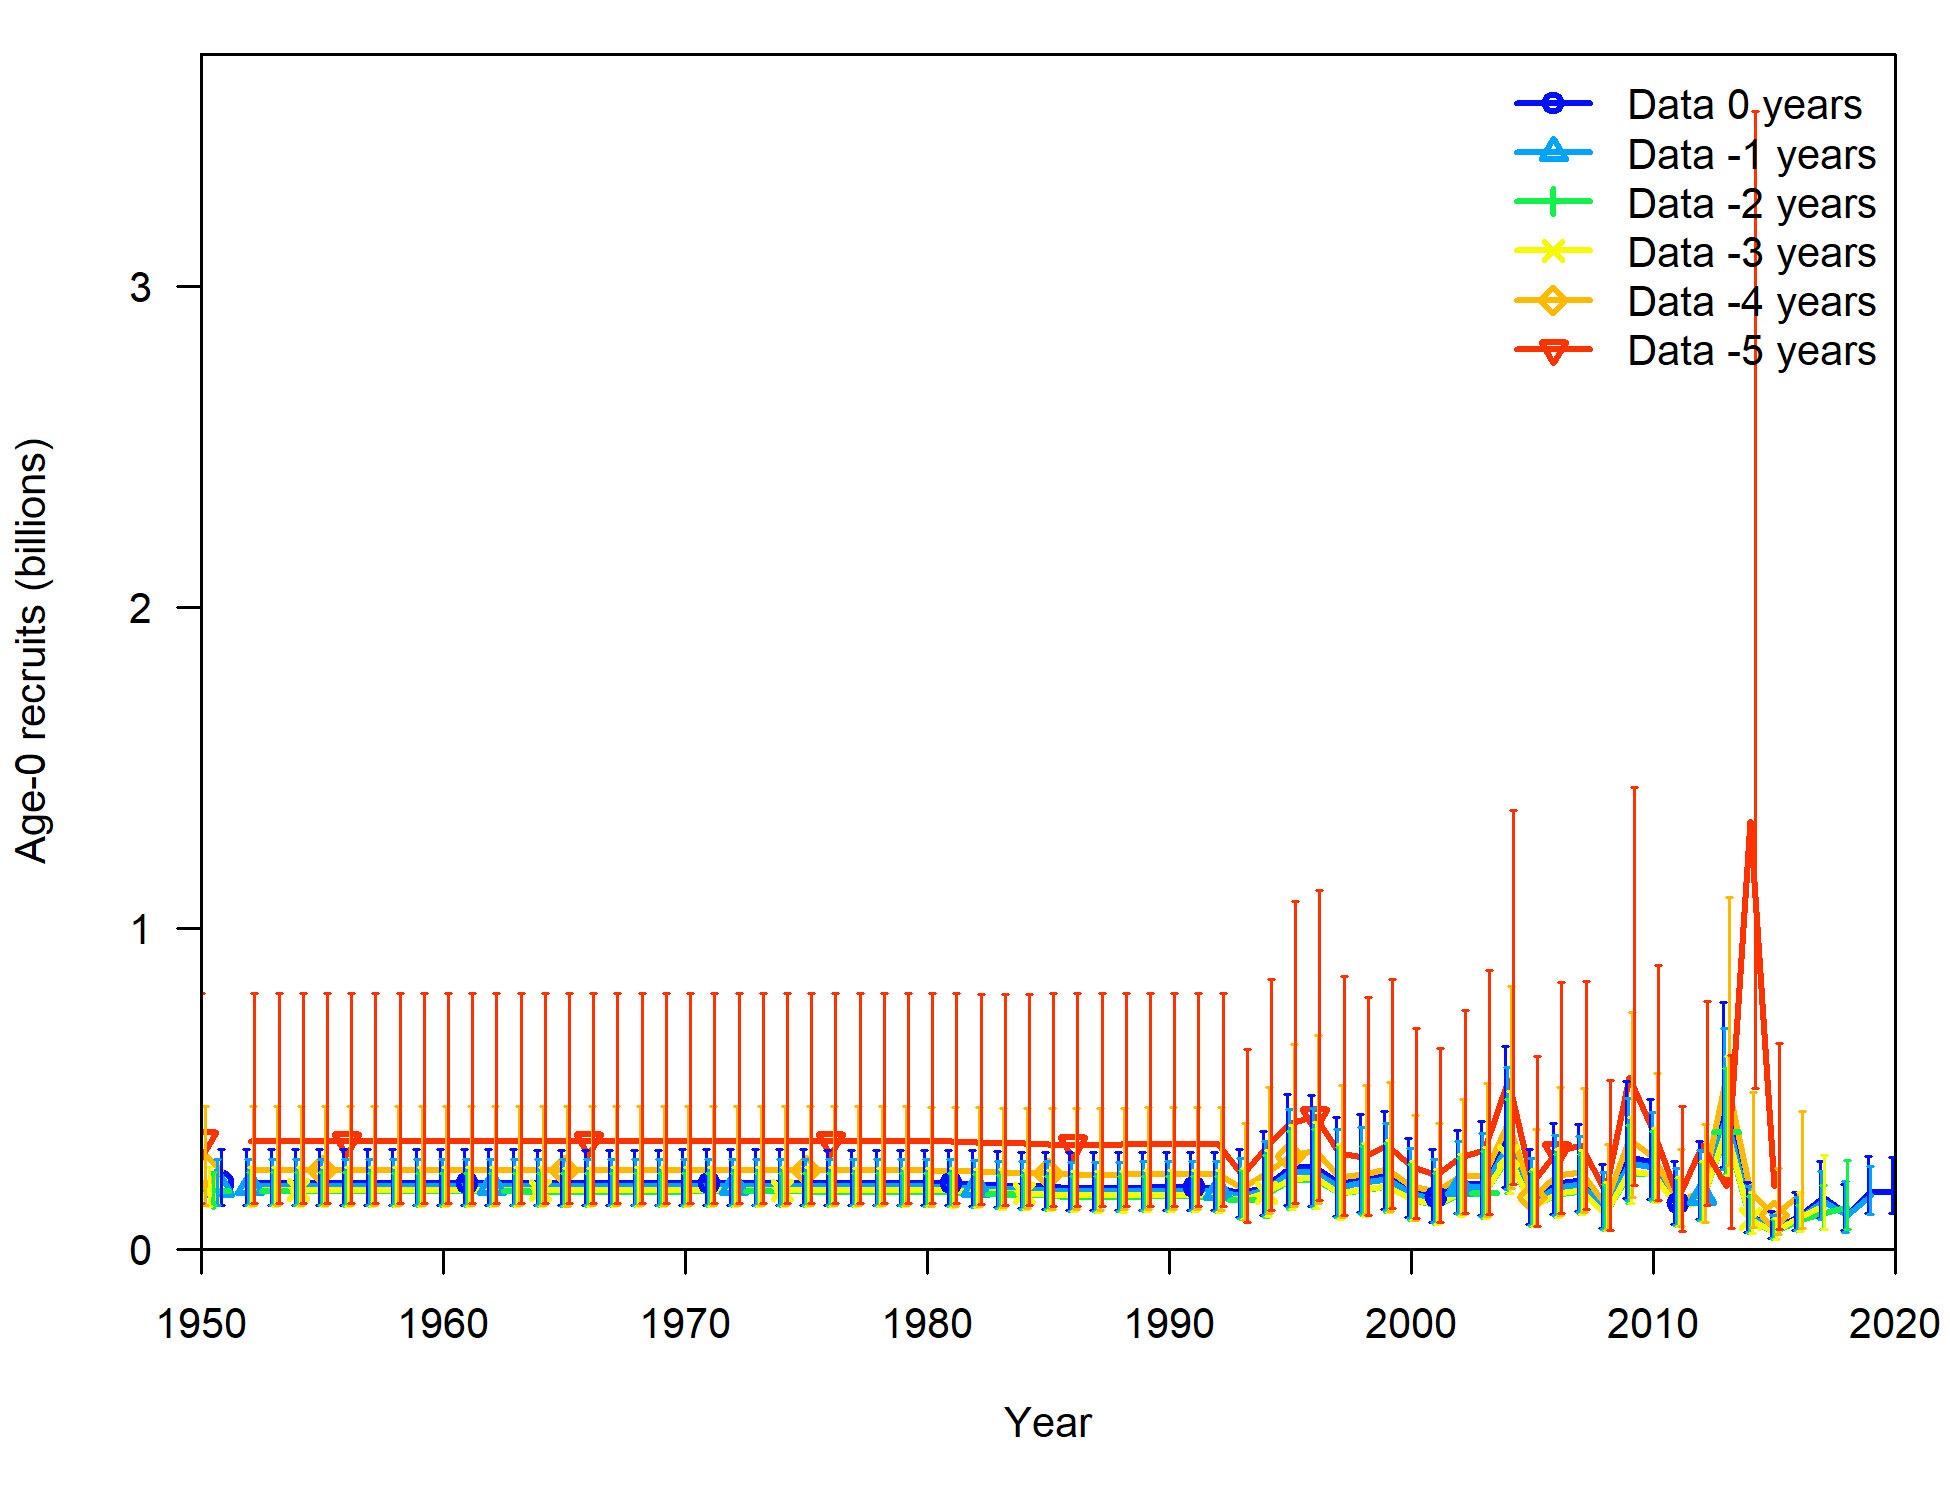 Data 0 years
Data -1 years
Data -2 years
Data -3 years
Data -4 years
Data -5 years
3
2
1
0
Age-0 recruits (billions)
1950 1960 1970 1980 1990 2000 2010 2020
Year